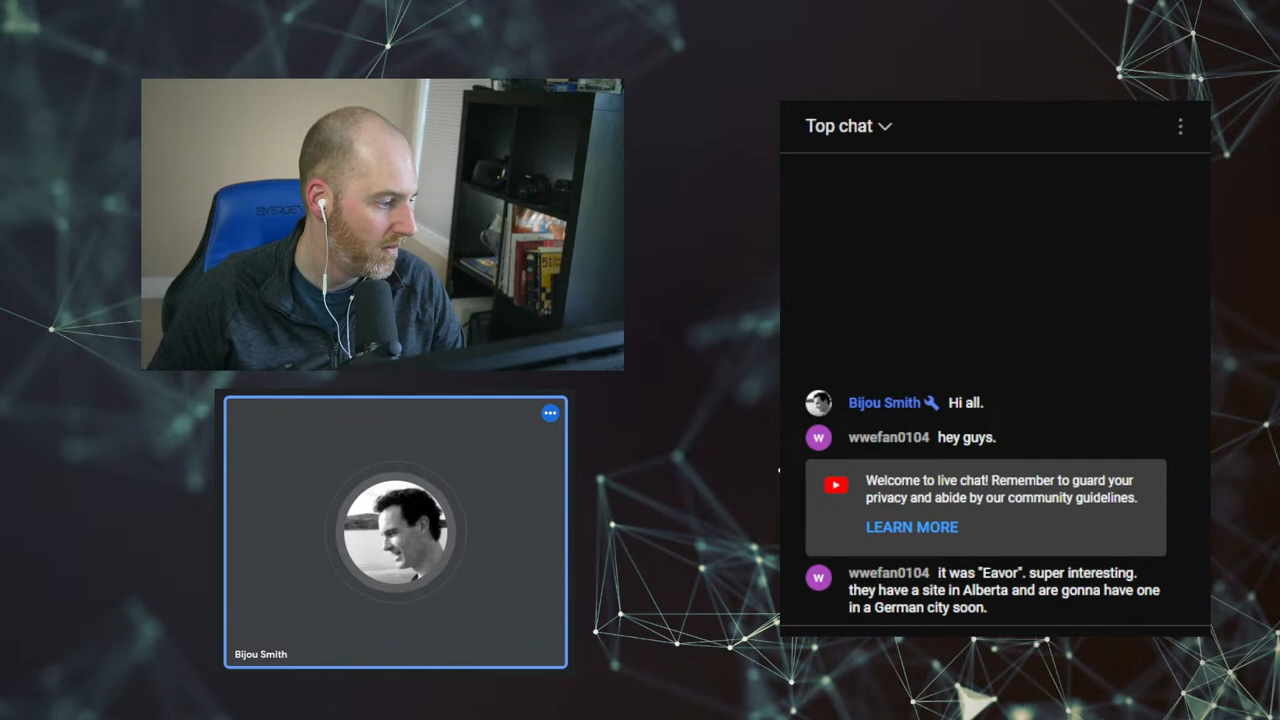 Top chat
Bijou Smith Hi all.
wwefan0104 hey guys.
Welcome to live chat! Remember to guard your
privacy and abide by our community guidelines.
LEARN MORE
wwefan0104 it was "Eavor". super interesting.
they have a site in Alberta and are gonna have one
in a German city soon.
W
W
Bijou Smith
51